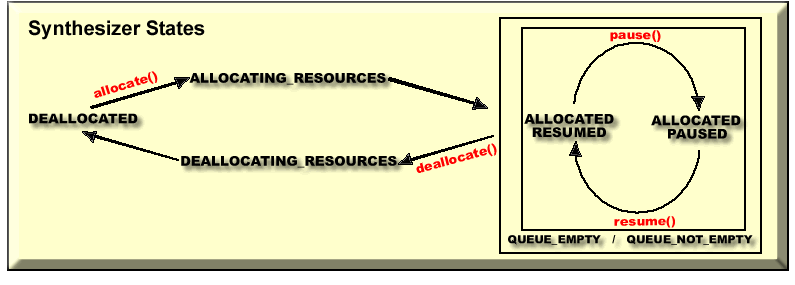 Synthesizer States
pause()
allocate()
ALLOCATING_RESOURCES
DEALLOCATED
ALLOCATED
RESUMED
ALLOCATED
PAUSED
DEALLOCATING_RESOURCES
deallocate()
resume()
QUEUE_EMPTY / QUEUE_NOT_EMPTY